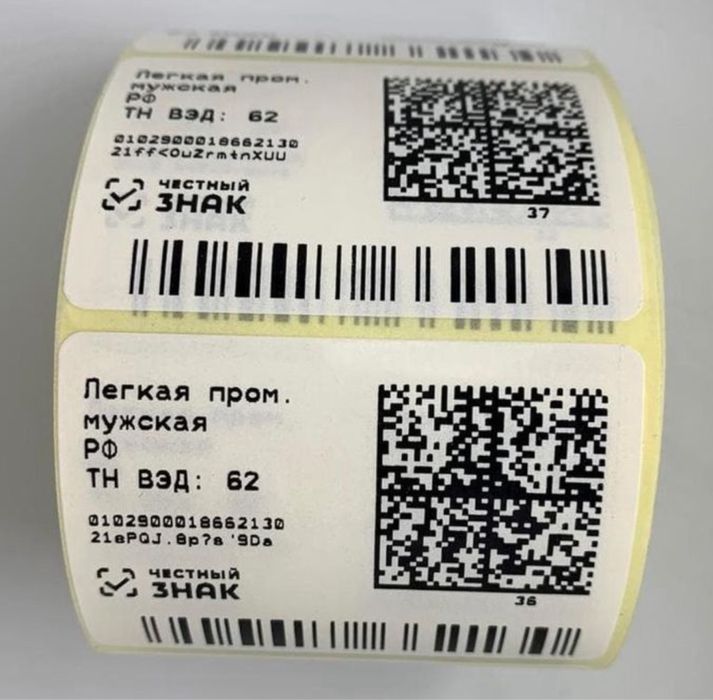 Легкая пром.
мужская
РФ
ТН ВЭД: 62
0102900018662130
21ff<OuZrmtnXUU
ЧЕСТНЫЙ
ЗНАК
37
Легкая пром.
мужская
РФ
ТН ВЭД: 62
0102900018662130
21ePQJ.8p?s'9Da
ЧЕСТНЫЙ
ЗНАК
36